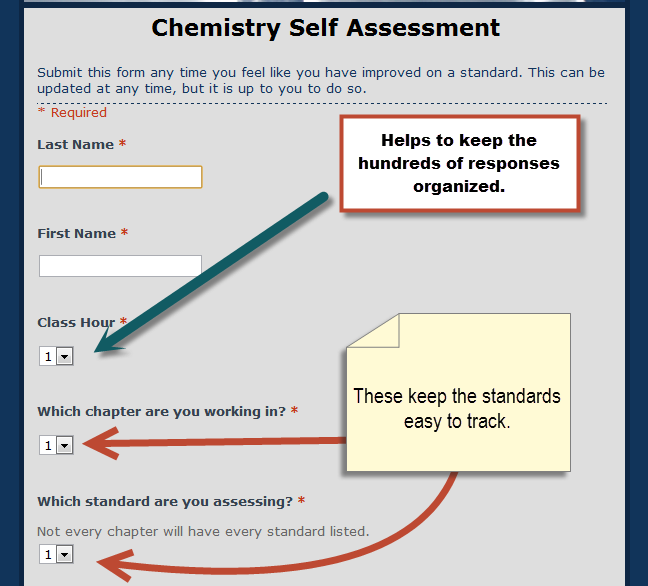 Chemistry Self Assessment
Submit this form any time you feel like you have improved on a standard. This can be
updated at any time, but it is up to you to do so.
* Required
Helps to keep the
hundreds of responses
organized.
Last Name *
First Name *
Class Hour *
1
These keep the standards
easy to track.
Which chapter are you working in? *
1
Which standard are you assessing? *
Not every chapter will have every standard listed.
1